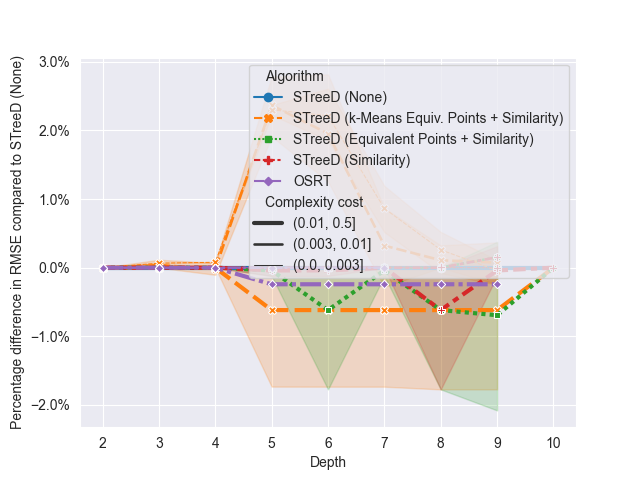 Percentage difference in RMSE compared to STreeD (None)
3.0%
2.0%
1.0%
0.0%
−1.0%
−2.0%
Algorithm
STreeD (None)
STreeD (k-Means Equiv. Points + Similarity)
STreeD (Equivalent Points + Similarity)
STreeD (Similarity)
OSRT
Complexity cost
(0.01, 0.5]
(0.003, 0.01]
(0.0, 0.003]
2 3 4 5 6 7 8 9 10
Depth